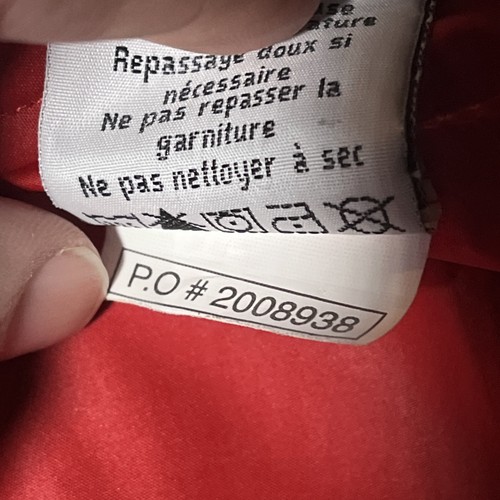 Repassage doux si
nécessaire
Ne pas repasser la
garniture
Ne pas nettoyer à sec
P.O # 2008938